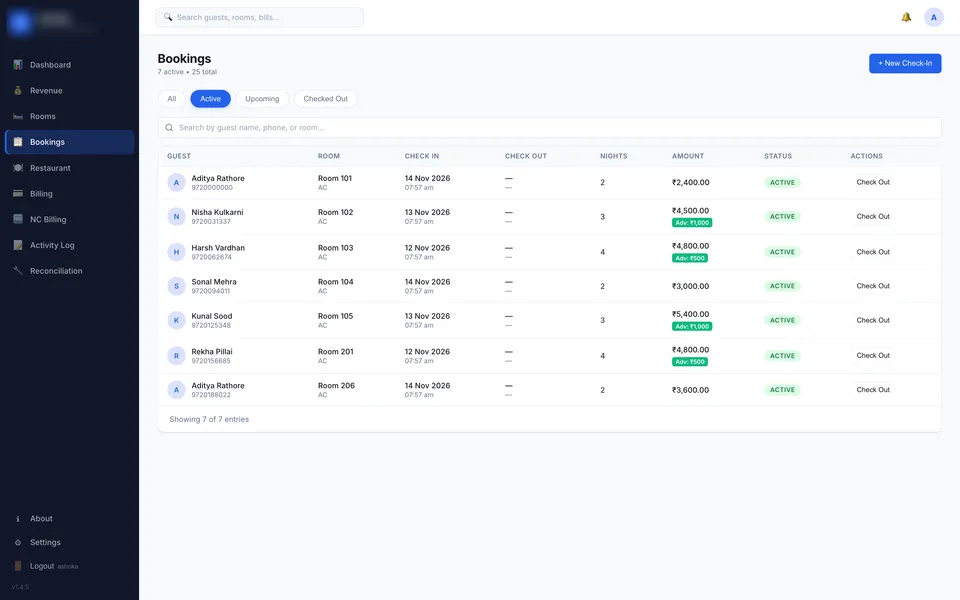 Search guests, rooms, bills...
A
Dashboard
Revenue
Rooms
Bookings
Restaurant
Billing
NC Billing
Activity Log
Reconciliation
About
Settings
Logout ashoka
v1.4.5
Bookings
7 active • 25 total
+ New Check-In
All Active Upcoming Checked Out
Search by guest name, phone, or room...
GUEST ROOM CHECK IN CHECK OUT NIGHTS AMOUNT STATUS ACTIONS
A Aditya Rathore Room 101 14 Nov 2026 — 2 ₹2,400.00 ACTIVE Check Out
9720000000 AC 07:57 am —
N Nisha Kulkarni Room 102 13 Nov 2026 — 3 ₹4,500.00 ACTIVE Check Out
9720031337 AC 07:57 am — Adv: ₹1,000
H Harsh Vardhan Room 103 12 Nov 2026 — 4 ₹4,800.00 ACTIVE Check Out
9720062674 AC 07:57 am — Adv: ₹500
S Sonal Mehra Room 104 14 Nov 2026 — 2 ₹3,000.00 ACTIVE Check Out
9720094011 AC 07:57 am —
K Kunal Sood Room 105 13 Nov 2026 — 3 ₹5,400.00 ACTIVE Check Out
9720125348 AC 07:57 am — Adv: ₹1,000
R Rekha Pillai Room 201 12 Nov 2026 — 4 ₹4,800.00 ACTIVE Check Out
9720156685 AC 07:57 am — Adv: ₹500
A Aditya Rathore Room 206 14 Nov 2026 — 2 ₹3,600.00 ACTIVE Check Out
9720188022 AC 07:57 am —
Showing 7 of 7 entries